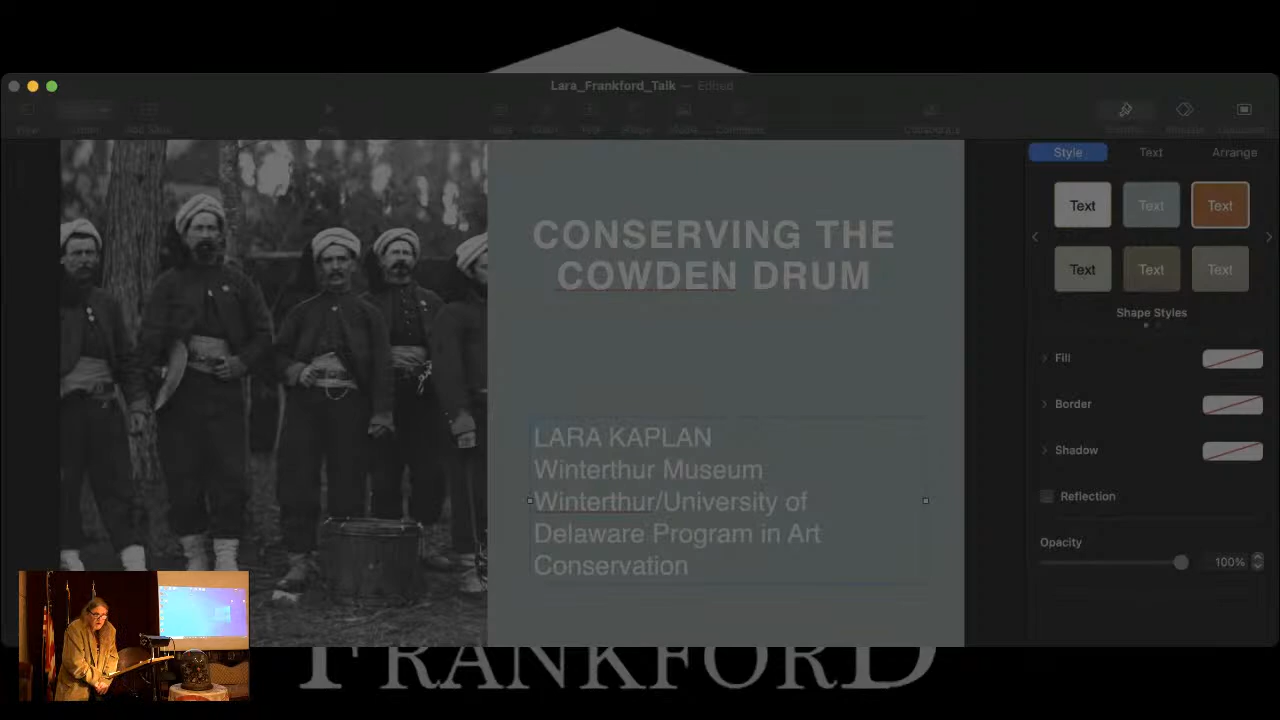 Lara_Frankford_Talk — Edited
Style
Text
Arrange
Text
Text
Text
Text
Text
Text
Shape Styles
Fill
Border
Shadow
Reflection
Opacity
100%
CONSERVING THE
COWDEN DRUM
LARA KAPLAN
Winterthur Museum
Winterthur/University of
Delaware Program in Art
Conservation
FRANKFORD